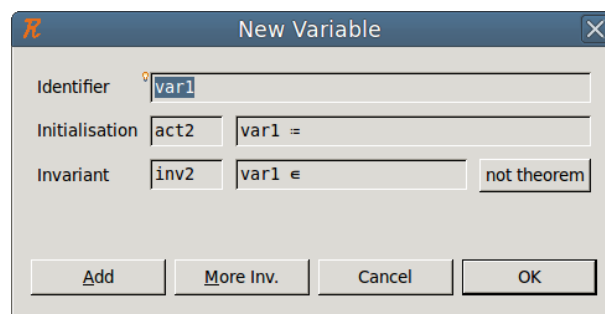 New Variable
Identifier var1
Initialisation act2 var1 ≔
Invariant inv2 var1 ∈ not theorem
Add More Inv. Cancel OK